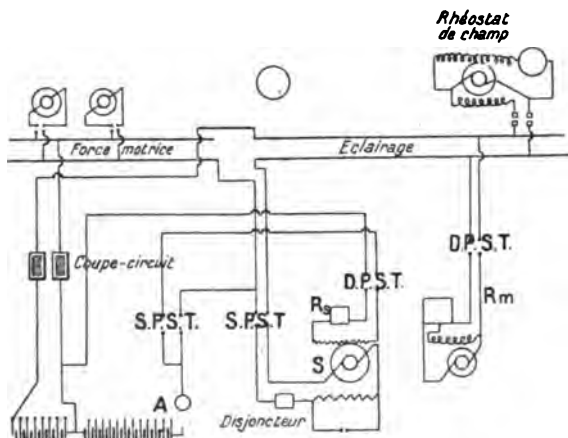 Rhéostat
de champ
Force motrice
Eclairage
Coupe-circuit
D.P.S.T.
D.P.S.T.
Rs
Rm
S.P.S.T.
S.P.S.T
S
A
Disjoncteur